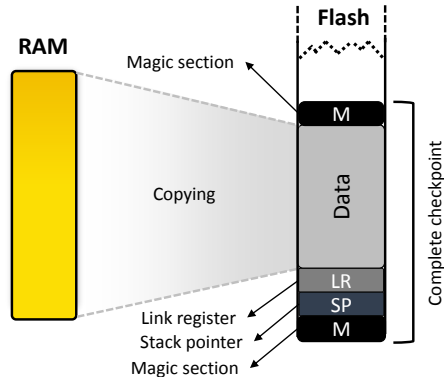 Flash
RAM
Magic section
M
Copying
Data
Complete checkpoint
LR
Link register
SP
Stack pointer
M
Magic section